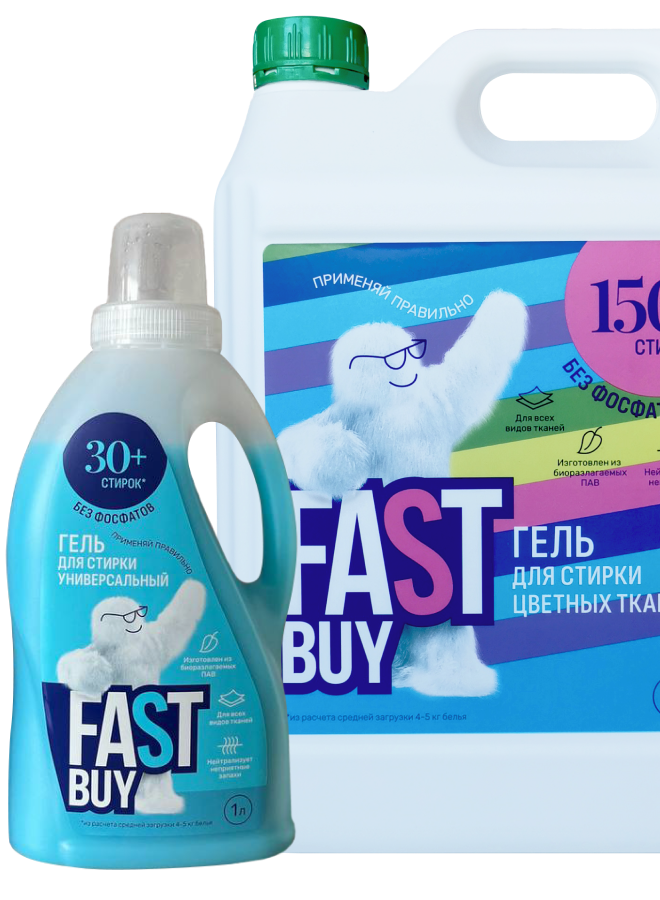 ПРИМЕНЯЙ ПРАВИЛЬНО
150
БЕЗ ФОСФАТ
Для всех
видов тканей
Изготовлен из
биоразлагаемых
ПАВ
FAST
BUY
ГЕЛЬ
ДЛЯ СТИРКИ
ЦВЕТНЫХ ТКА
*из расчета средней загрузки 4-5 кг белья
30+
СТИРОК*
БЕЗ ФОСФАТОВ
ПРИМЕНЯЙ ПРАВИЛЬНО
ГЕЛЬ
ДЛЯ СТИРКИ
УНИВЕРСАЛЬНЫЙ
Изготовлен из
биоразлагаемых
ПАВ
Для всех
видов тканей
Нейтрализует
неприятные
запахи
FAST
BUY
1 л
*из расчета средней загрузки 4-5 кг белья